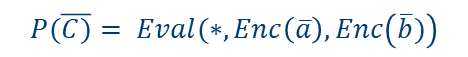 P(C̅) = Eval(*, Enc(a̅), Enc(b̅))